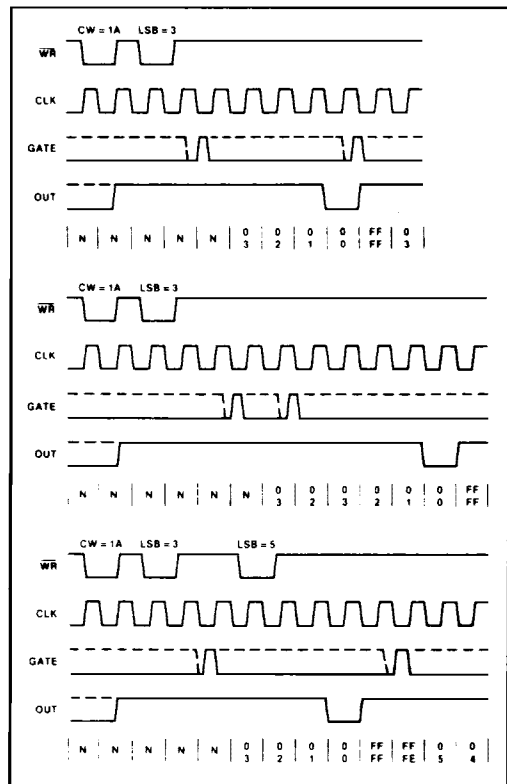 CW = 1A LSB = 3
WR
CLK
GATE
OUT
N N N N N 0 0 0 0 FF 0
3 2 1 0 FF 3
CW = 1A LSB = 3
WR
CLK
GATE
OUT
N N N N N N 0 0 0 0 0 0 FF
3 2 3 2 1 0 FF
CW = 1A LSB = 3 LSB = 5
WR
CLK
GATE
OUT
N N N N N 0 0 0 0 FF FF 0 0
3 2 1 0 FF FE 5 4